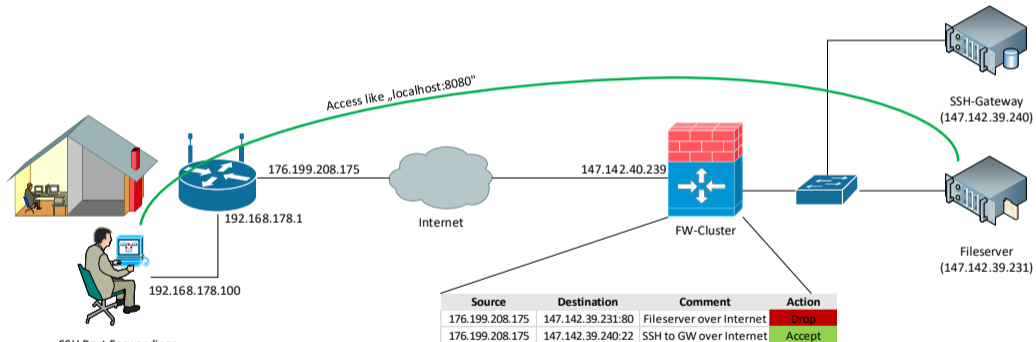 Access like „localhost:8080"
SSH-Gateway
(147.142.39.240)
176.199.208.175
147.142.40.239
192.168.178.1
Internet
FW-Cluster
Fileserver
(147.142.39.231)
192.168.178.100
Source Destination Comment Action
176.199.208.175 147.142.39.231:80 Fileserver over Internet Drop
176.199.208.175 147.142.39.240:22 SSH to GW over Internet Accept